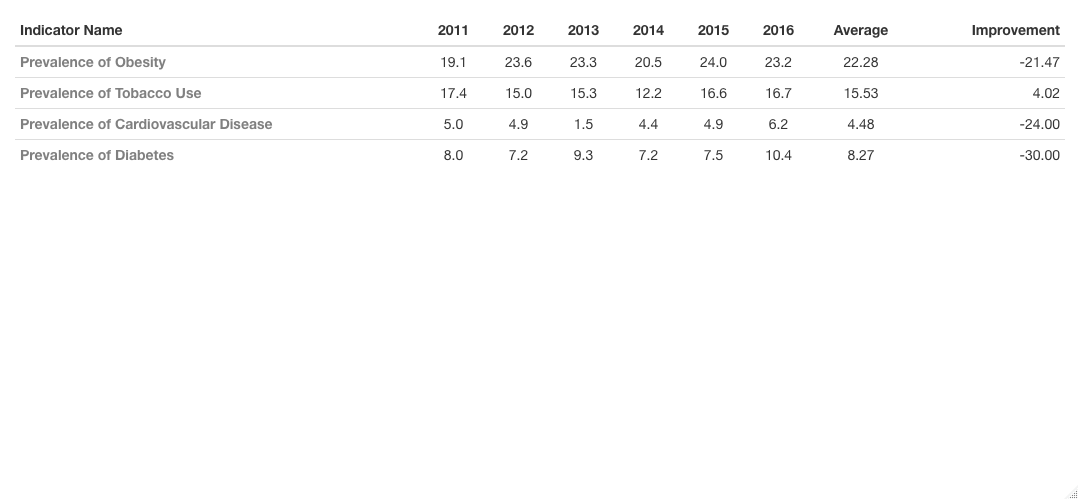 Indicator Name 2011 2012 2013 2014 2015 2016 Average Improvement
Prevalence of Obesity 19.1 23.6 23.3 20.5 24.0 23.2 22.28 -21.47
Prevalence of Tobacco Use 17.4 15.0 15.3 12.2 16.6 16.7 15.53 4.02
Prevalence of Cardiovascular Disease 5.0 4.9 1.5 4.4 4.9 6.2 4.48 -24.00
Prevalence of Diabetes 8.0 7.2 9.3 7.2 7.5 10.4 8.27 -30.00